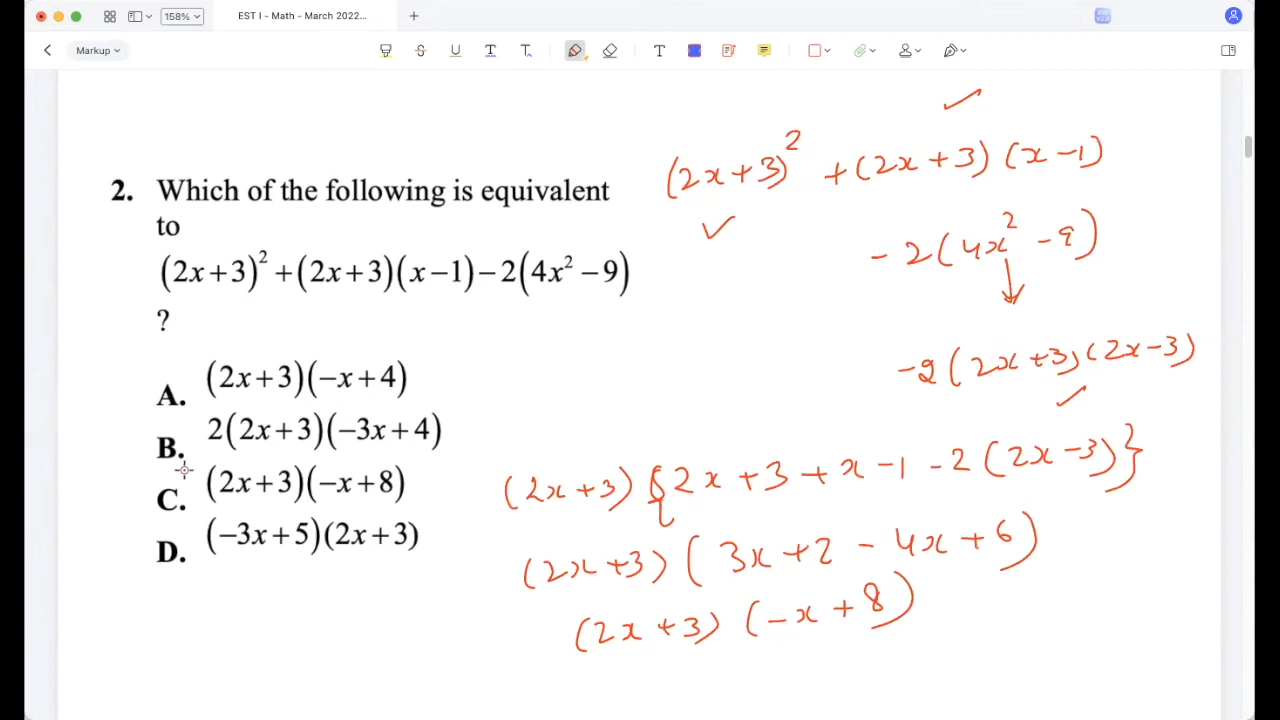 158%
EST I - Math - March 2022...
Markup
2. Which of the following is equivalent
to
(2x+3)²+(2x+3)(x−1)−2(4x²−9)
?
A. (2x+3)(−x+4)
B. 2(2x+3)(−3x+4)
C. (2x+3)(−x+8)
D. (−3x+5)(2x+3)
(2x+3)² +(2x+3)(x−1)
−2(4x²−9)
−2(2x+3)(2x−3)
(2x+3){2x+3+x−1−2(2x−3)}
(2x+3)(3x+2−4x+6)
(2x+3)(−x+8)